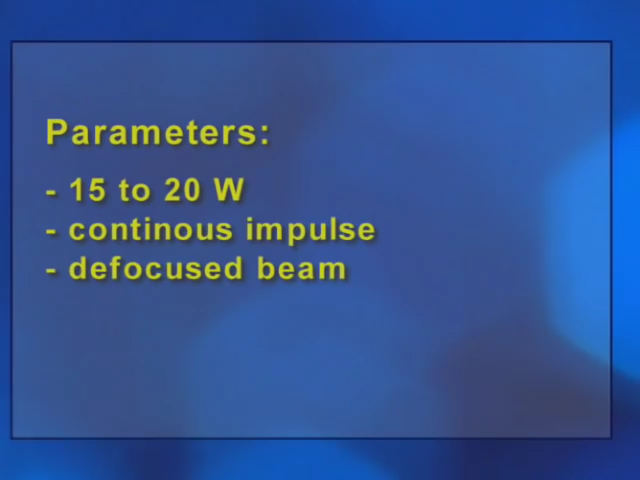 Parameters:
- 15 to 20 W
- continous impulse
- defocused beam